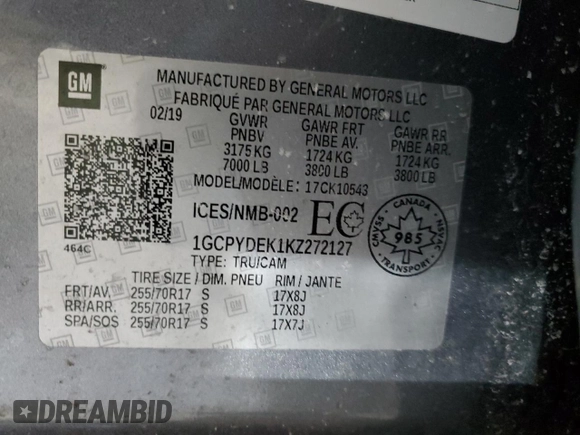 GM
MANUFACTURED BY GENERAL MOTORS LLC
FABRIQUÉ PAR GENERAL MOTORS LLC
02/19 GVWR GAWR FRT GAWR RR
PNBV PNBE AV. PNBE ARR.
3175 KG 1724 KG 1724 KG
7000 LB 3800 LB 3800 LB
MODEL/MODÈLE: 17CK10543
ICES/NMB-002 EC
CANADA
CMVSS 985 NSVAC
TRANSPORT
464C
1GCPYDEK1KZ272127
TYPE: TRU/CAM
TIRE SIZE / DIM. PNEU RIM / JANTE
FRT/AV. 255/70R17 S 17X8J
RR/ARR. 255/70R17 S 17X8J
SPA/SOS 255/70R17 S 17X7J
DREAMBID